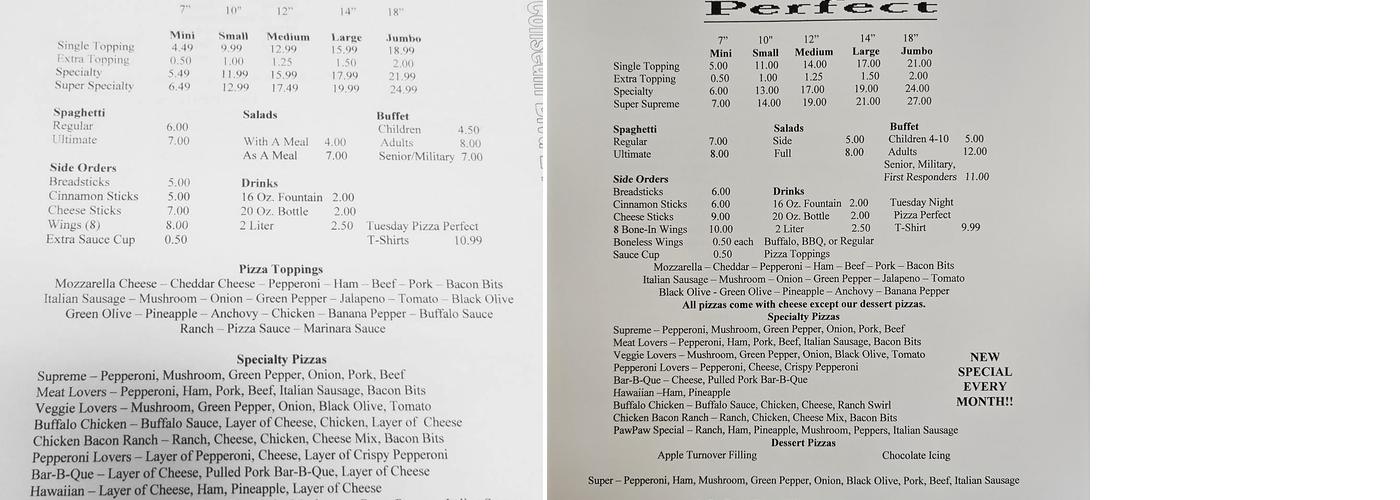 7" 10" 12" 14" 18"
Mini Small Medium Large Jumbo
Single Topping 4.49 9.99 12.99 15.99 18.99
Extra Topping 0.50 1.00 1.25 1.50 2.00
Specialty 5.49 11.99 15.99 17.99 21.99
Super Specialty 6.49 12.99 17.49 19.99 24.99
Spaghetti Salads Buffet
Regular 6.00 Children 4.50
Ultimate 7.00 With A Meal 4.00 Adults 8.00
As A Meal 7.00 Senior/Military 7.00
Side Orders
Breadsticks 5.00 Drinks
Cinnamon Sticks 5.00 16 Oz. Fountain 2.00
Cheese Sticks 7.00 20 Oz. Bottle 2.00
Wings (8) 8.00 2 Liter 2.50 Tuesday Pizza Perfect
Extra Sauce Cup 0.50 T-Shirts 10.99
Pizza Toppings
Mozzarella Cheese – Cheddar Cheese – Pepperoni – Ham – Beef – Pork – Bacon Bits
Italian Sausage – Mushroom – Onion – Green Pepper – Jalapeno – Tomato – Black Olive
Green Olive – Pineapple – Anchovy – Chicken – Banana Pepper – Buffalo Sauce
Ranch – Pizza Sauce – Marinara Sauce
Specialty Pizzas
Supreme – Pepperoni, Mushroom, Green Pepper, Onion, Pork, Beef
Meat Lovers – Pepperoni, Ham, Pork, Beef, Italian Sausage, Bacon Bits
Veggie Lovers – Mushroom, Green Pepper, Onion, Black Olive, Tomato
Buffalo Chicken – Buffalo Sauce, Layer of Cheese, Chicken, Layer of Cheese
Chicken Bacon Ranch – Ranch, Cheese, Chicken, Cheese Mix, Bacon Bits
Pepperoni Lovers – Layer of Pepperoni, Cheese, Layer of Crispy Pepperoni
Bar-B-Que – Layer of Cheese, Pulled Pork Bar-B-Que, Layer of Cheese
Hawaiian – Layer of Cheese, Ham, Pineapple, Layer of Cheese
Perfect
7" 10" 12" 14" 18"
Mini Small Medium Large Jumbo
Single Topping 5.00 11.00 14.00 17.00 21.00
Extra Topping 0.50 1.00 1.25 1.50 2.00
Specialty 6.00 13.00 17.00 19.00 24.00
Super Supreme 7.00 14.00 19.00 21.00 27.00
Spaghetti Salads Buffet
Regular 7.00 Side 5.00 Children 4-10 5.00
Ultimate 8.00 Full 8.00 Adults 12.00
Senior, Military,
Side Orders First Responders 11.00
Breadsticks 6.00 Drinks
Cinnamon Sticks 6.00 16 Oz. Fountain 2.00 Tuesday Night
Cheese Sticks 9.00 20 Oz. Bottle 2.00 Pizza Perfect
8 Bone-In Wings 10.00 2 Liter 2.50 T-Shirt 9.99
Boneless Wings 0.50 each Buffalo, BBQ, or Regular
Sauce Cup 0.50 Pizza Toppings
Mozzarella – Cheddar – Pepperoni – Ham – Beef – Pork – Bacon Bits
Italian Sausage – Mushroom – Onion – Green Pepper – Jalapeno – Tomato
Black Olive - Green Olive – Pineapple – Anchovy – Banana Pepper
All pizzas come with cheese except our dessert pizzas.
Specialty Pizzas
Supreme – Pepperoni, Mushroom, Green Pepper, Onion, Pork, Beef
Meat Lovers – Pepperoni, Ham, Pork, Beef, Italian Sausage, Bacon Bits
Veggie Lovers – Mushroom, Green Pepper, Onion, Black Olive, Tomato
Pepperoni Lovers – Pepperoni, Cheese, Crispy Pepperoni
Bar-B-Que – Cheese, Pulled Pork Bar-B-Que
Hawaiian –Ham, Pineapple
Buffalo Chicken – Buffalo Sauce, Chicken, Cheese, Ranch Swirl
Chicken Bacon Ranch – Ranch, Chicken, Cheese Mix, Bacon Bits
PawPaw Special – Ranch, Ham, Pineapple, Mushroom, Peppers, Italian Sausage
NEW
SPECIAL
EVERY
MONTH!!
Dessert Pizzas
Apple Turnover Filling Chocolate Icing
Super – Pepperoni, Ham, Mushroom, Green Pepper, Onion, Black Olive, Pork, Beef, Italian Sausage